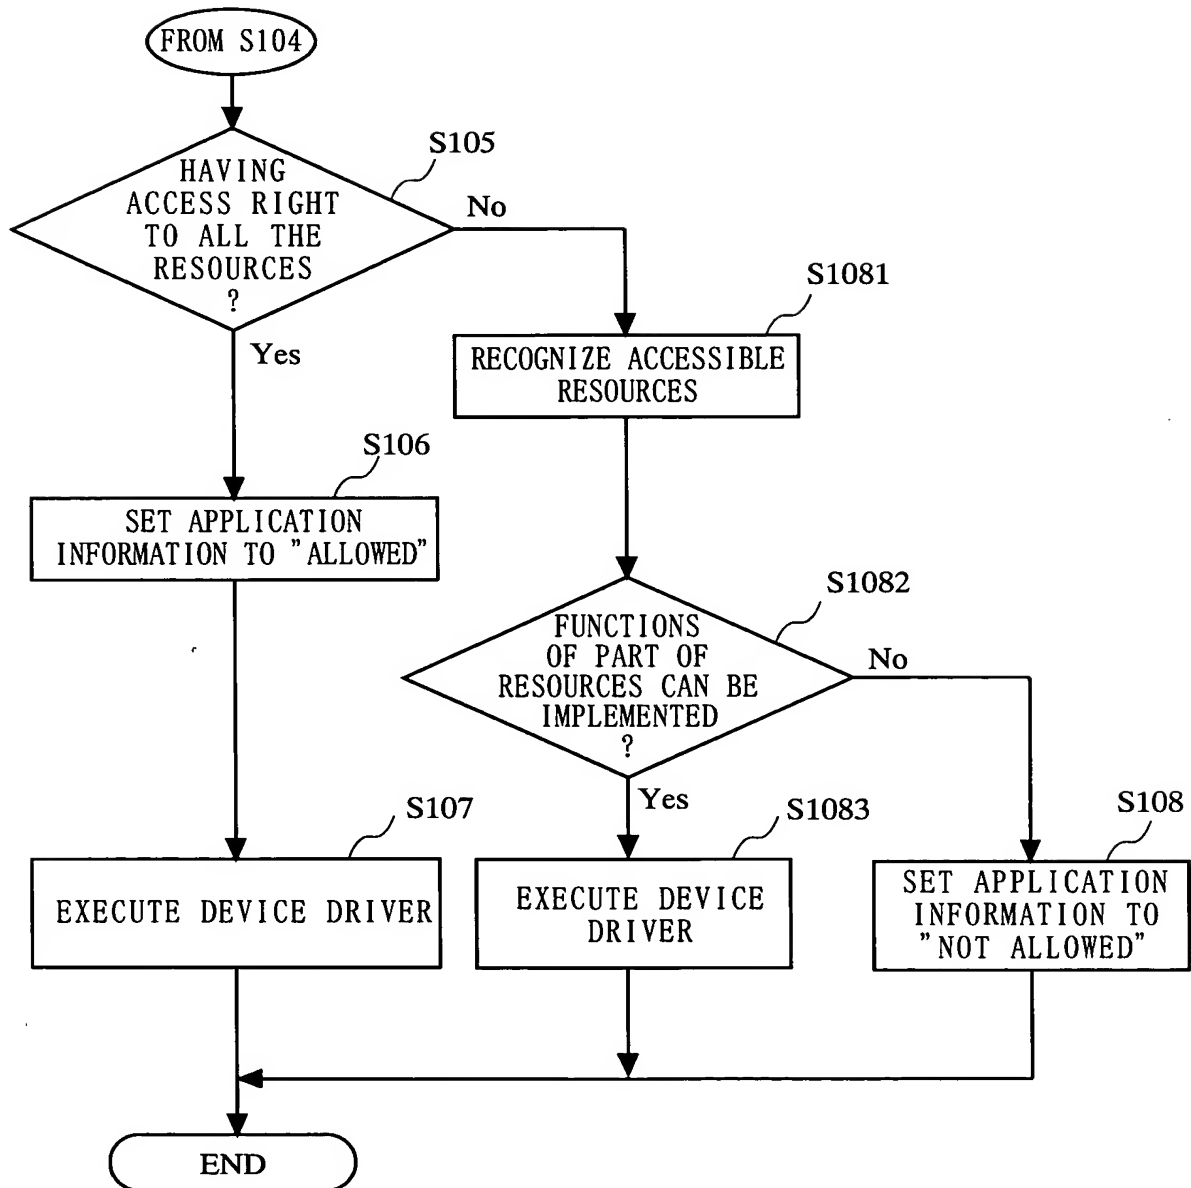 FROM S104
S105
HAVING
ACCESS RIGHT
TO ALL THE
RESOURCES
?
No
Yes
S1081
RECOGNIZE ACCESSIBLE
RESOURCES
S106
SET APPLICATION
INFORMATION TO "ALLOWED"
S1082
FUNCTIONS
OF PART OF
RESOURCES CAN BE
IMPLEMENTED
?
No
Yes
S107
EXECUTE DEVICE DRIVER
S1083
EXECUTE DEVICE
DRIVER
S108
SET APPLICATION
INFORMATION TO
"NOT ALLOWED"
END